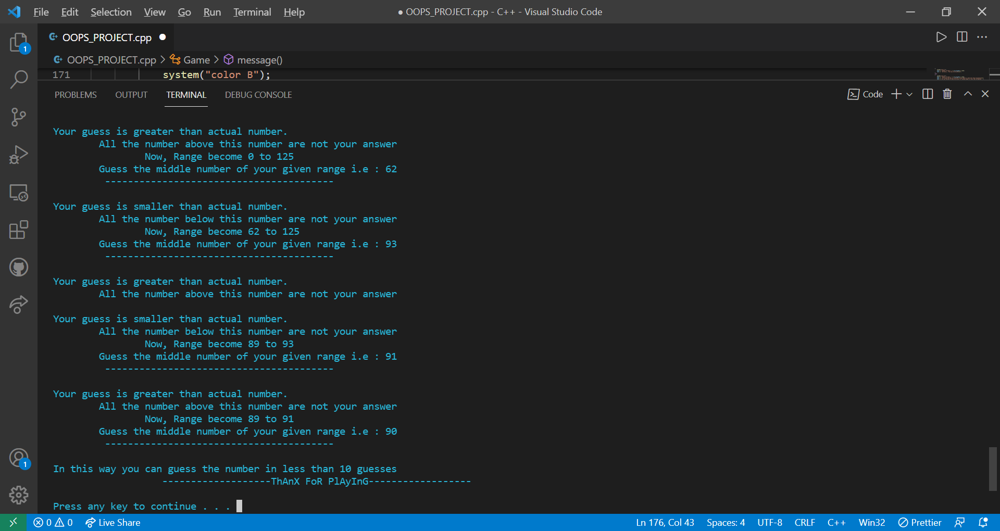 File Edit Selection View Go Run Terminal Help ● OOPS_PROJECT.cpp - C++ - Visual Studio Code
OOPS_PROJECT.cpp
OOPS_PROJECT.cpp > Game > message()
171 system("color B");
PROBLEMS OUTPUT TERMINAL DEBUG CONSOLE Code
1
Your guess is greater than actual number.
All the number above this number are not your answer
Now, Range become 0 to 125
Guess the middle number of your given range i.e : 62
----------------------------------------
Your guess is smaller than actual number.
All the number below this number are not your answer
Now, Range become 62 to 125
Guess the middle number of your given range i.e : 93
----------------------------------------
Your guess is greater than actual number.
All the number above this number are not your answer
Your guess is smaller than actual number.
All the number below this number are not your answer
Now, Range become 89 to 93
Guess the middle number of your given range i.e : 91
----------------------------------------
Your guess is greater than actual number.
All the number above this number are not your answer
Now, Range become 89 to 91
Guess the middle number of your given range i.e : 90
----------------------------------------
In this way you can guess the number in less than 10 guesses
-------------------ThAnX FoR PlAyInG------------------
Press any key to continue . . .
1
0 0 Live Share Ln 176, Col 43 Spaces: 4 UTF-8 CRLF C++ Win32 Prettier